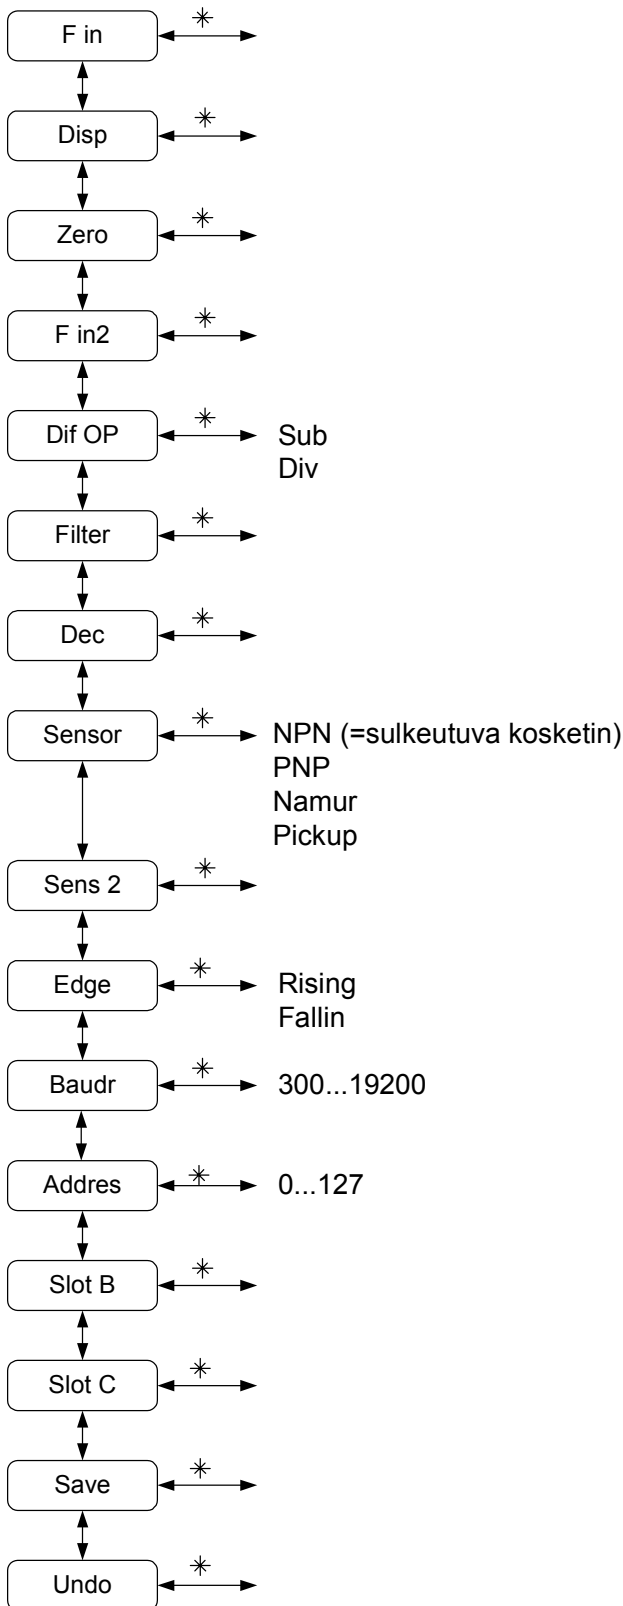 F in
Disp
Zero
F in2
Dif OP
Sub
Div
Filter
Dec
Sensor
NPN (=sulkeutuva kosketin)
PNP
Namur
Pickup
Sens 2
Edge
Rising
Fallin
Baudr
300...19200
Addres
0...127
Slot B
Slot C
Save
Undo